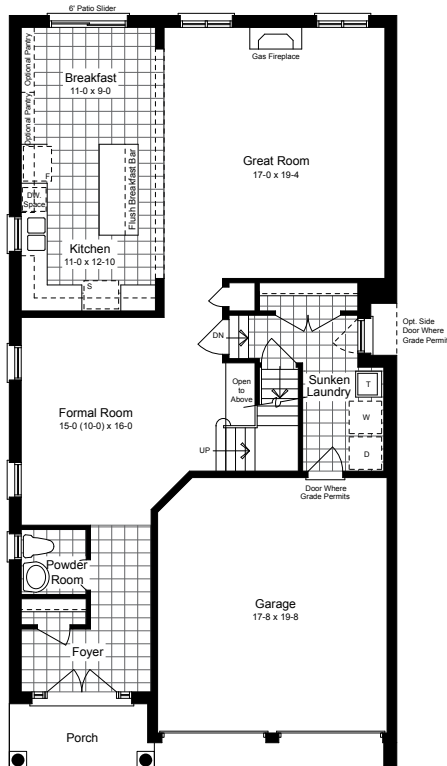 6' Patio Slider
Optional Pantry
Optional Pantry
Breakfast
11-0 x 9-0
Gas Fireplace
Great Room
17-0 x 19-4
Flush Breakfast Bar
F
DW.
Space
Kitchen
11-0 x 12-10
S
DN
Opt. Side
Door Where
Grade Permit
Sunken
Laundry
T
W
D
Open
to
Above
UP
Formal Room
15-0 (10-0) x 16-0
Door Where
Grade Permits
Powder
Room
Garage
17-8 x 19-8
Foyer
Porch